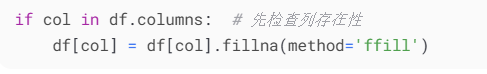 if col in df.columns:  # 先检查列存在性
    df[col] = df[col].fillna(method='ffill')